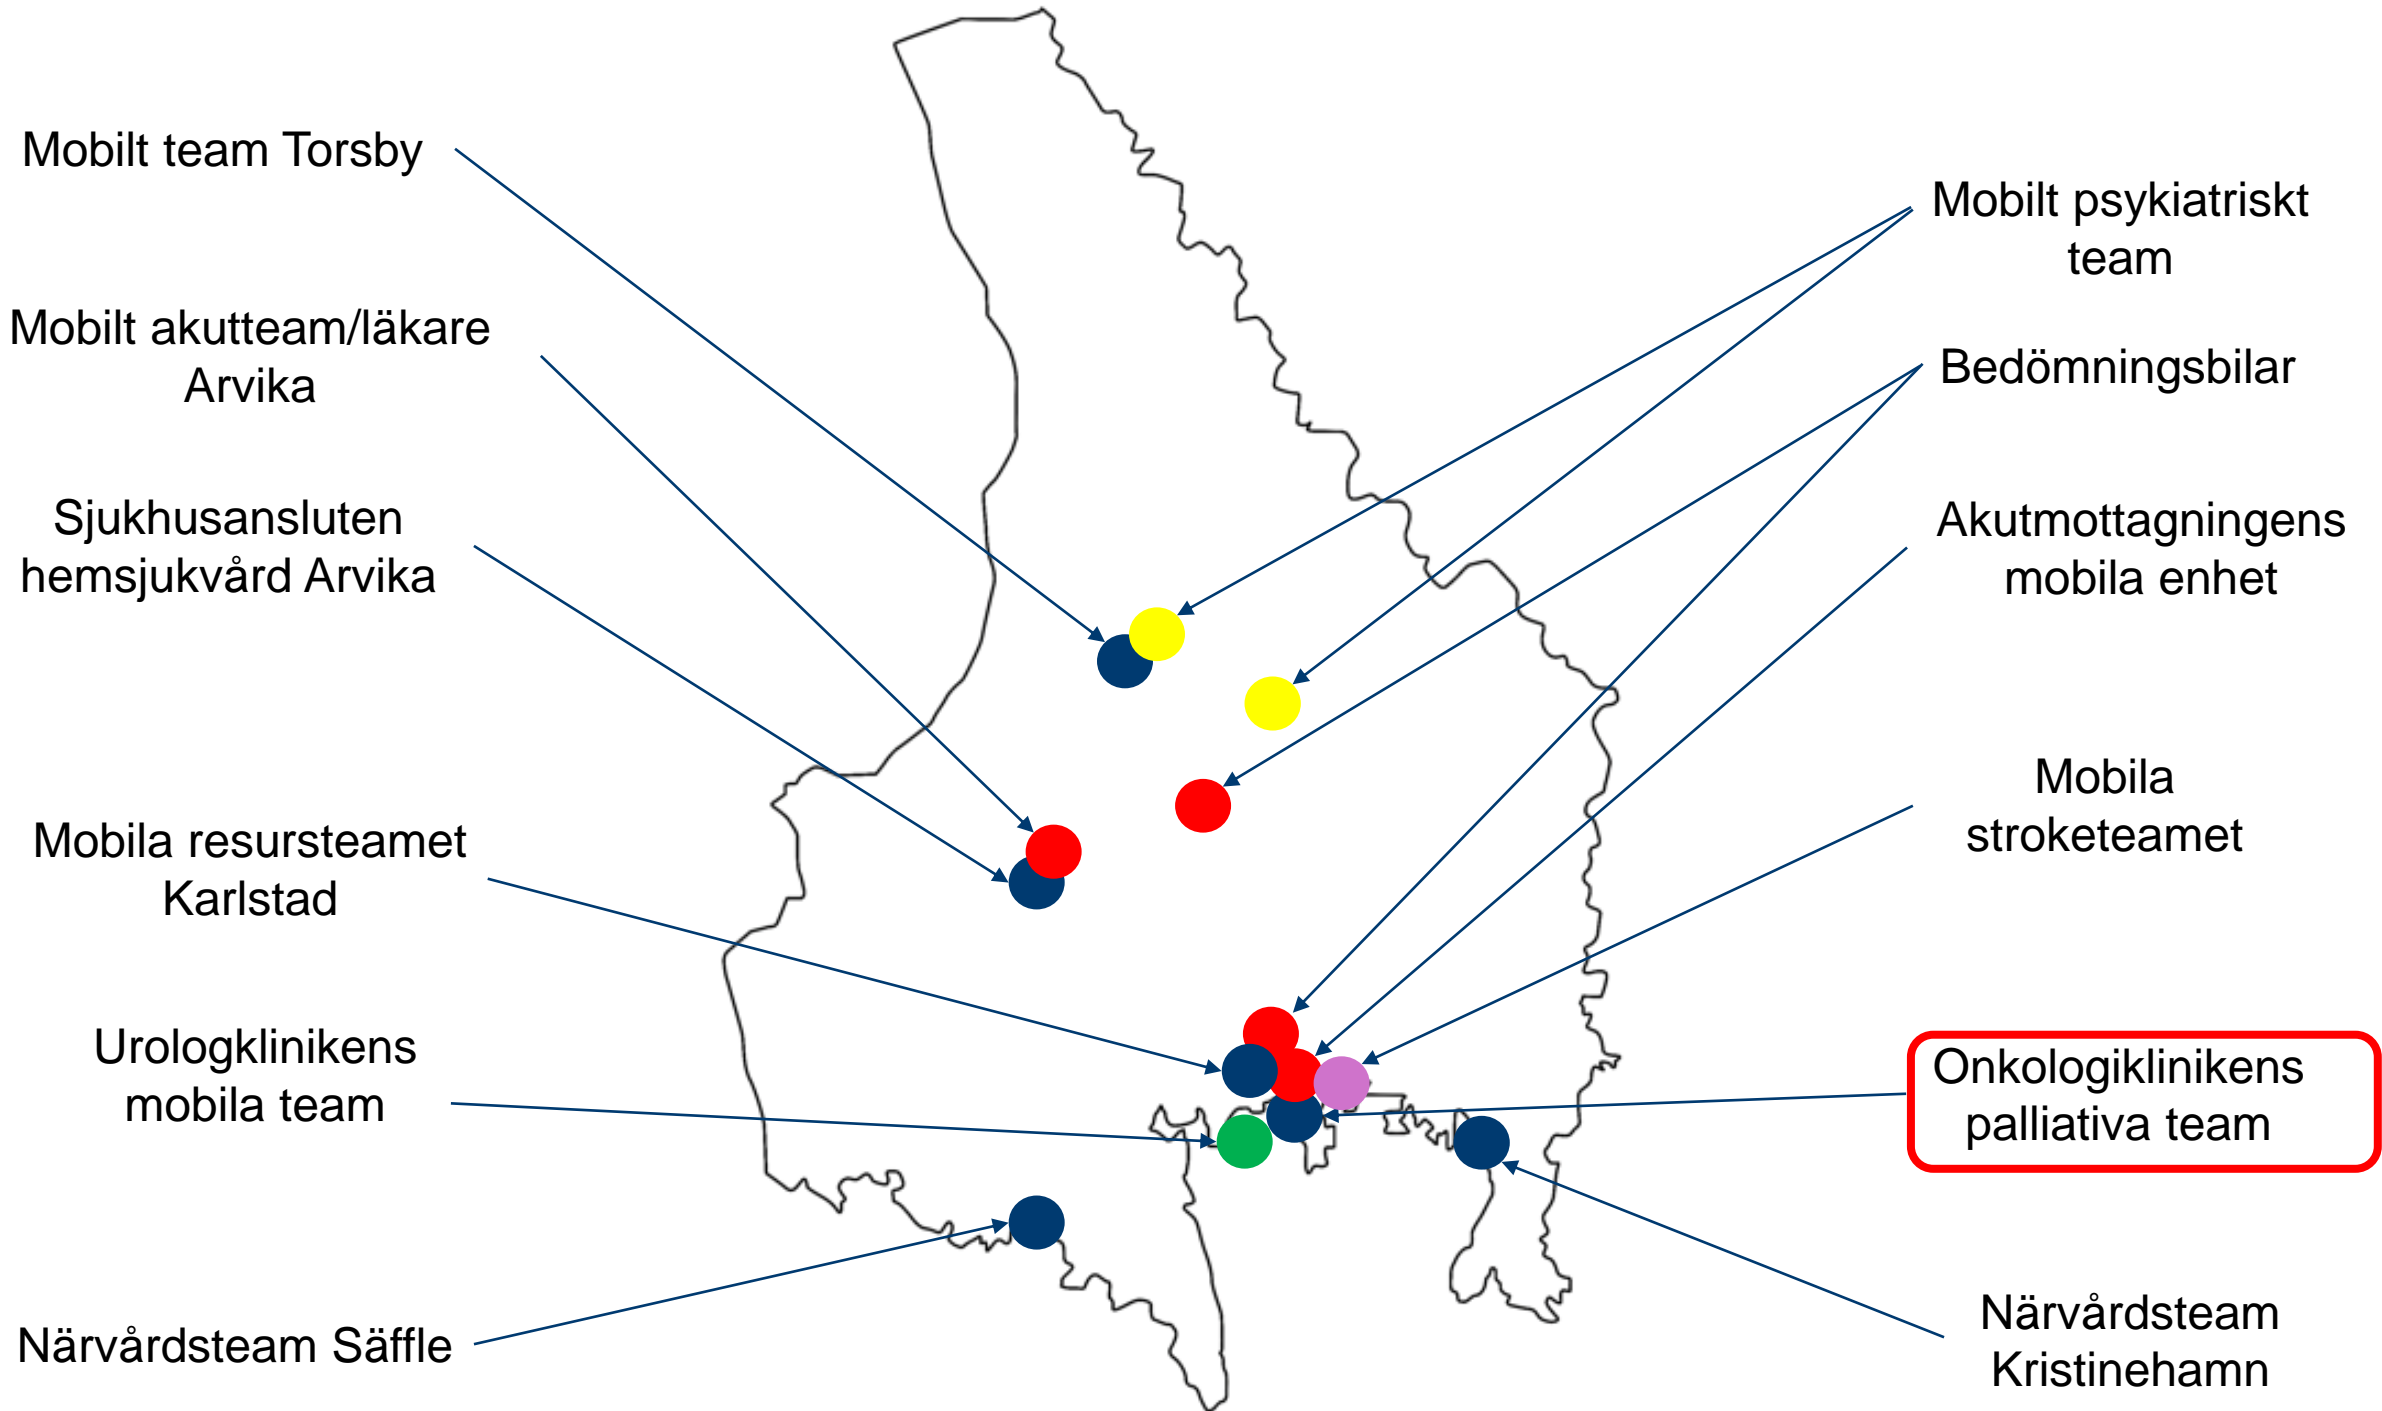 Mobilt team Torsby
Mobilt akutteam/läkare
Arvika
Sjukhusansluten
hemsjukvård Arvika
Mobila resursteamet
Karlstad
Urologklinikens
mobila team
Närvårdsteam Säffle
Mobilt psykiatriskt
team
Bedömningsbilar
Akutmottagningens
mobila enhet
Mobila
stroketeamet
Onkologiklinikens
palliativa team
Närvårdsteam
Kristinehamn